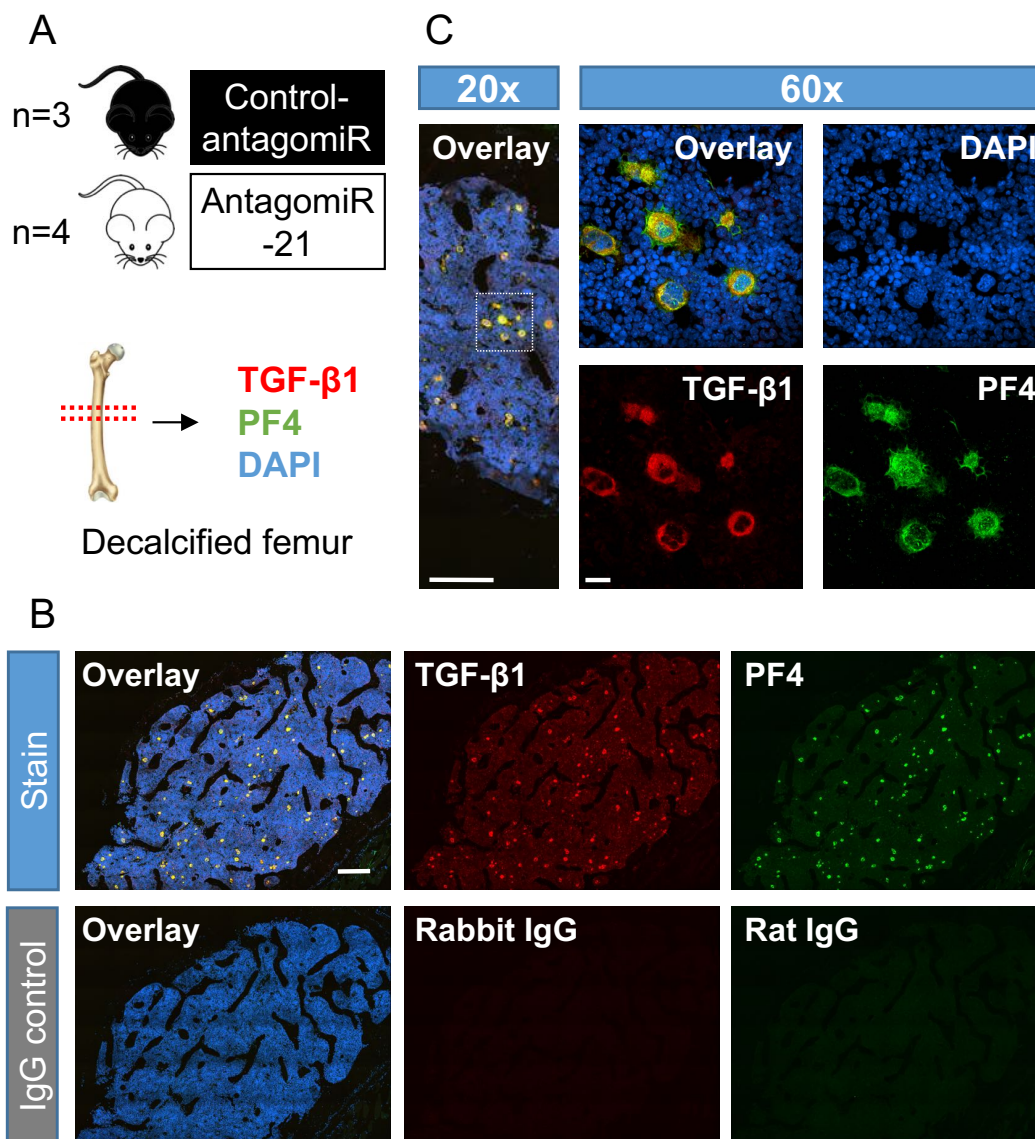 A
n=3
Control-
antagomiR
n=4
AntagomiR
-21
TGF-β1
PF4
DAPI
Decalcified femur
C
20x
60x
Overlay
Overlay
DAPI
TGF-β1
PF4
B
Stain
Overlay
TGF-β1
PF4
IgG control
Overlay
Rabbit IgG
Rat IgG